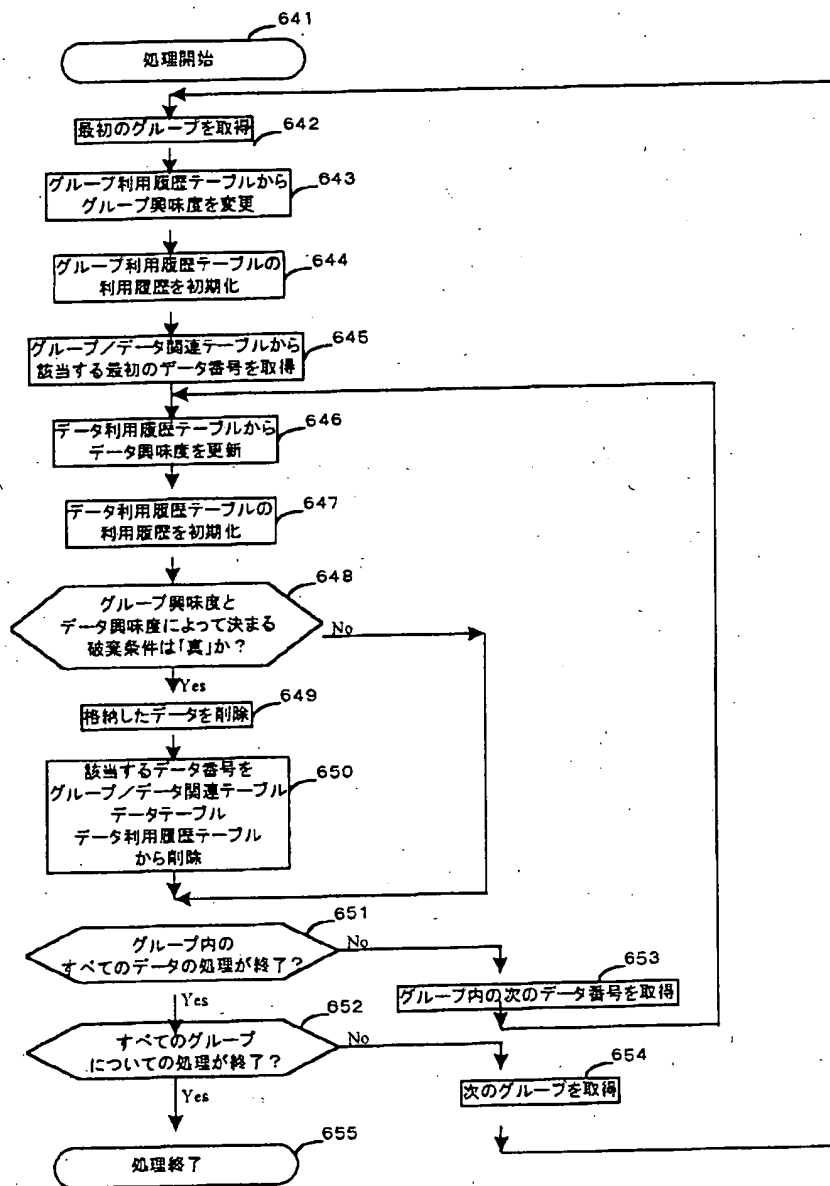 641
処理開始
最初のグループを取得
642
グループ利用履歴テーブルから
グループ興味度を変更
643
グループ利用履歴テーブルの
利用履歴を初期化
644
グループ/データ関連テーブルから
該当する最初のデータ番号を取得
645
データ利用履歴テーブルから
データ興味度を更新
646
データ利用履歴テーブルの
利用履歴を初期化
647
648
グループ興味度と
データ興味度によって決まる
破棄条件は「真」か?
No
Yes
格納したデータを削除
649
該当するデータ番号を
グループ/データ関連テーブル
データテーブル
データ利用履歴テーブル
から削除
650
651
グループ内の
すべてのデータの処理が終了?
No
653
グループ内の次のデータ番号を取得
Yes
652
すべてのグループ
についての処理が終了?
No
654
次のグループを取得
Yes
655
処理終了